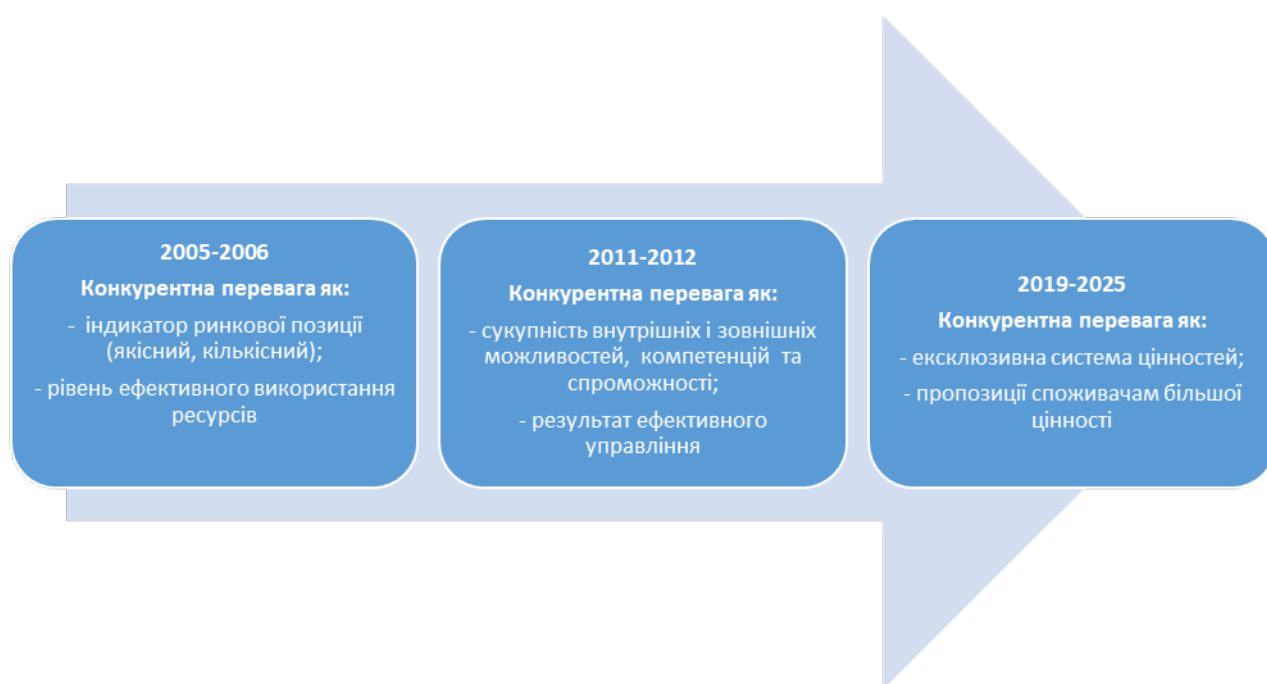 2005-2006
Конкурентна перевага як:
- індикатор ринкової позиції
(якісний, кількісний);
- рівень ефективного використання
ресурсів
2011-2012
Конкурентна перевага як:
- сукупність внутрішніх і зовнішніх
можливостей, компетенцій та
спроможності;
- результат ефективного
управління
2019-2025
Конкурентна перевага як:
- ексклюзивна система цінностей;
- пропозиції споживачам більшої
цінності